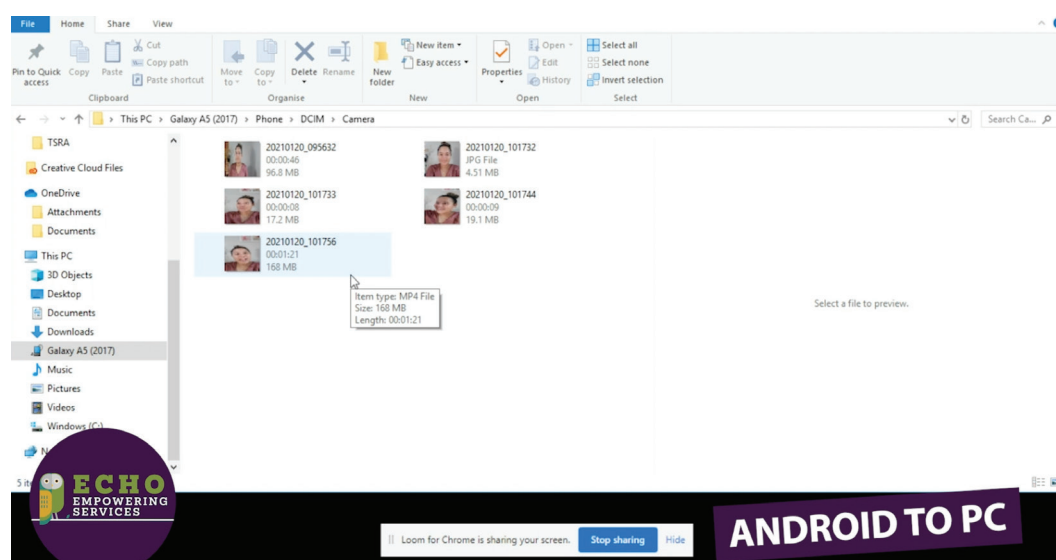 File Home Share View
Pin to Quick access
Copy
Paste
Cut
Copy path
Paste shortcut
Clipboard
Move to
Copy to
Delete
Rename
Organise
New folder
New item
Easy access
New
Properties
Open
Edit
History
Open
Select all
Select none
Invert selection
Select
This PC > Galaxy A5 (2017) > Phone > DCIM > Camera
Search Ca...
TSRA
Creative Cloud Files
OneDrive
Attachments
Documents
This PC
3D Objects
Desktop
Documents
Downloads
Galaxy A5 (2017)
Music
Pictures
Videos
Windows (C:)
20210120_095632
00:00:46
96.8 MB
20210120_101732
JPG File
4.51 MB
20210120_101733
00:00:08
17.2 MB
20210120_101744
00:00:09
19.1 MB
20210120_101756
00:01:21
168 MB
Item type: MP4 File
Size: 168 MB
Length: 00:01:21
Select a file to preview.
ECHO
EMPOWERING
SERVICES
Loom for Chrome is sharing your screen. Stop sharing Hide
ANDROID TO PC